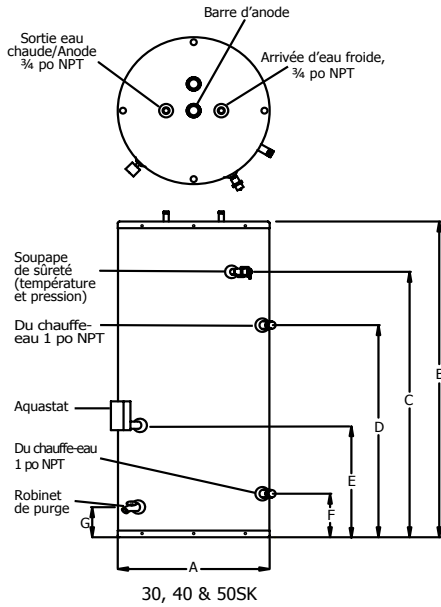 Barre d'anode
Sortie eau
chaude/Anode
¾ po NPT
Arrivée d'eau froide,
¾ po NPT
Soupape
de sûreté
(température
et pression)
Du chauffe-
eau 1 po NPT
Aquastat
Du chauffe-eau
1 po NPT
Robinet
de purge
G
A
F
E
D
C
B
30, 40 & 50SK